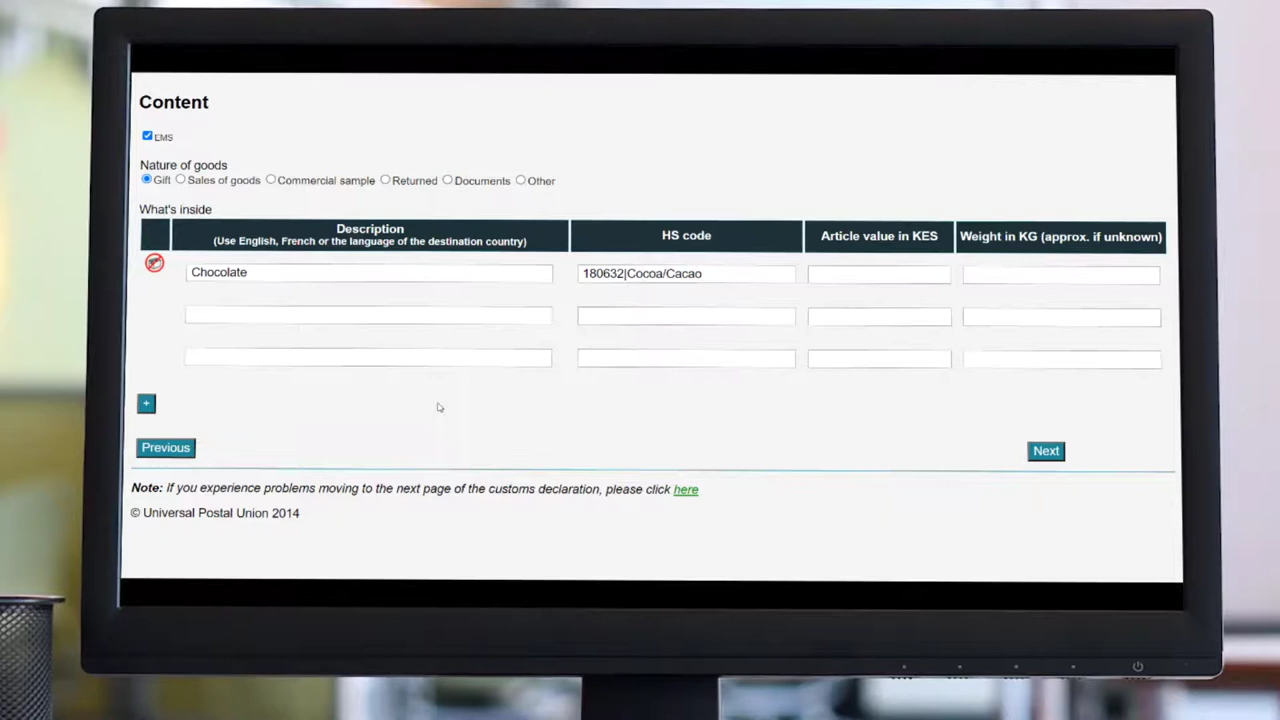 Content
EMS
Nature of goods
Gift Sales of goods Commercial sample Returned Documents Other
What's inside
Description HS code Article value in KES Weight in KG (approx. if unknown)
(Use English, French or the language of the destination country)
Chocolate 180632|Cocoa/Cacao
+
Previous Next
Note: If you experience problems moving to the next page of the customs declaration, please click here
© Universal Postal Union 2014